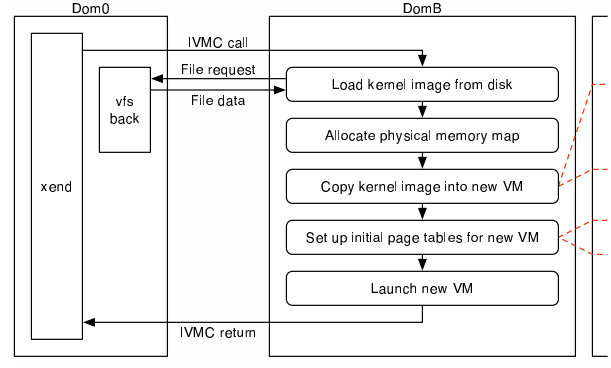 Dom0
DomB
IVMC call
File request
File data
vfs
back
xend
Load kernel image from disk
Allocate physical memory map
Copy kernel image into new VM
Set up initial page tables for new VM
Launch new VM
IVMC return